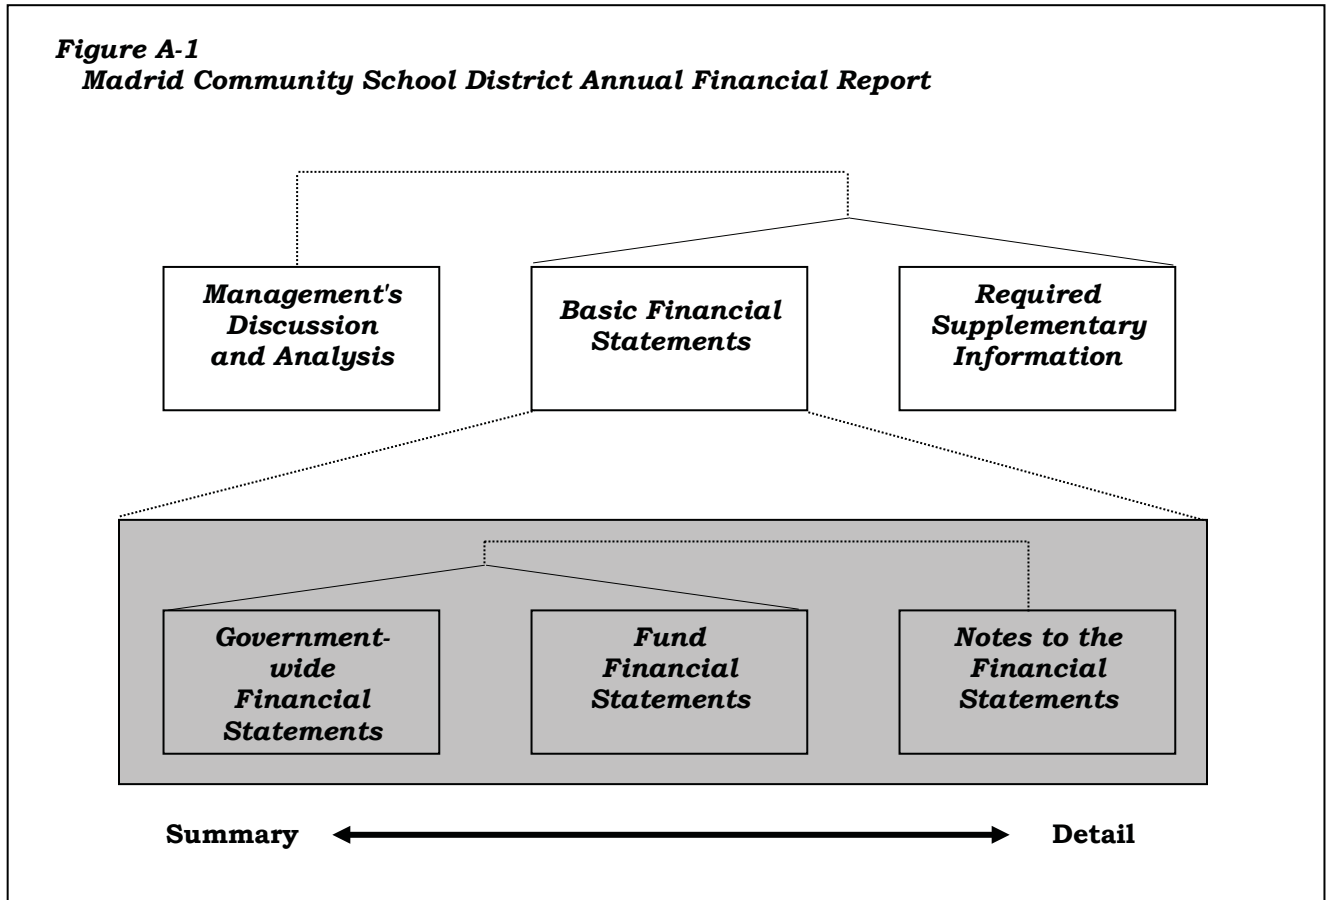 Figure A-1
Madrid Community School District Annual Financial Report
Management's
Discussion
and Analysis
Basic Financial
Statements
Required
Supplementary
Information
Government-
wide
Financial
Statements
Fund
Financial
Statements
Notes to the
Financial
Statements
Summary
Detail